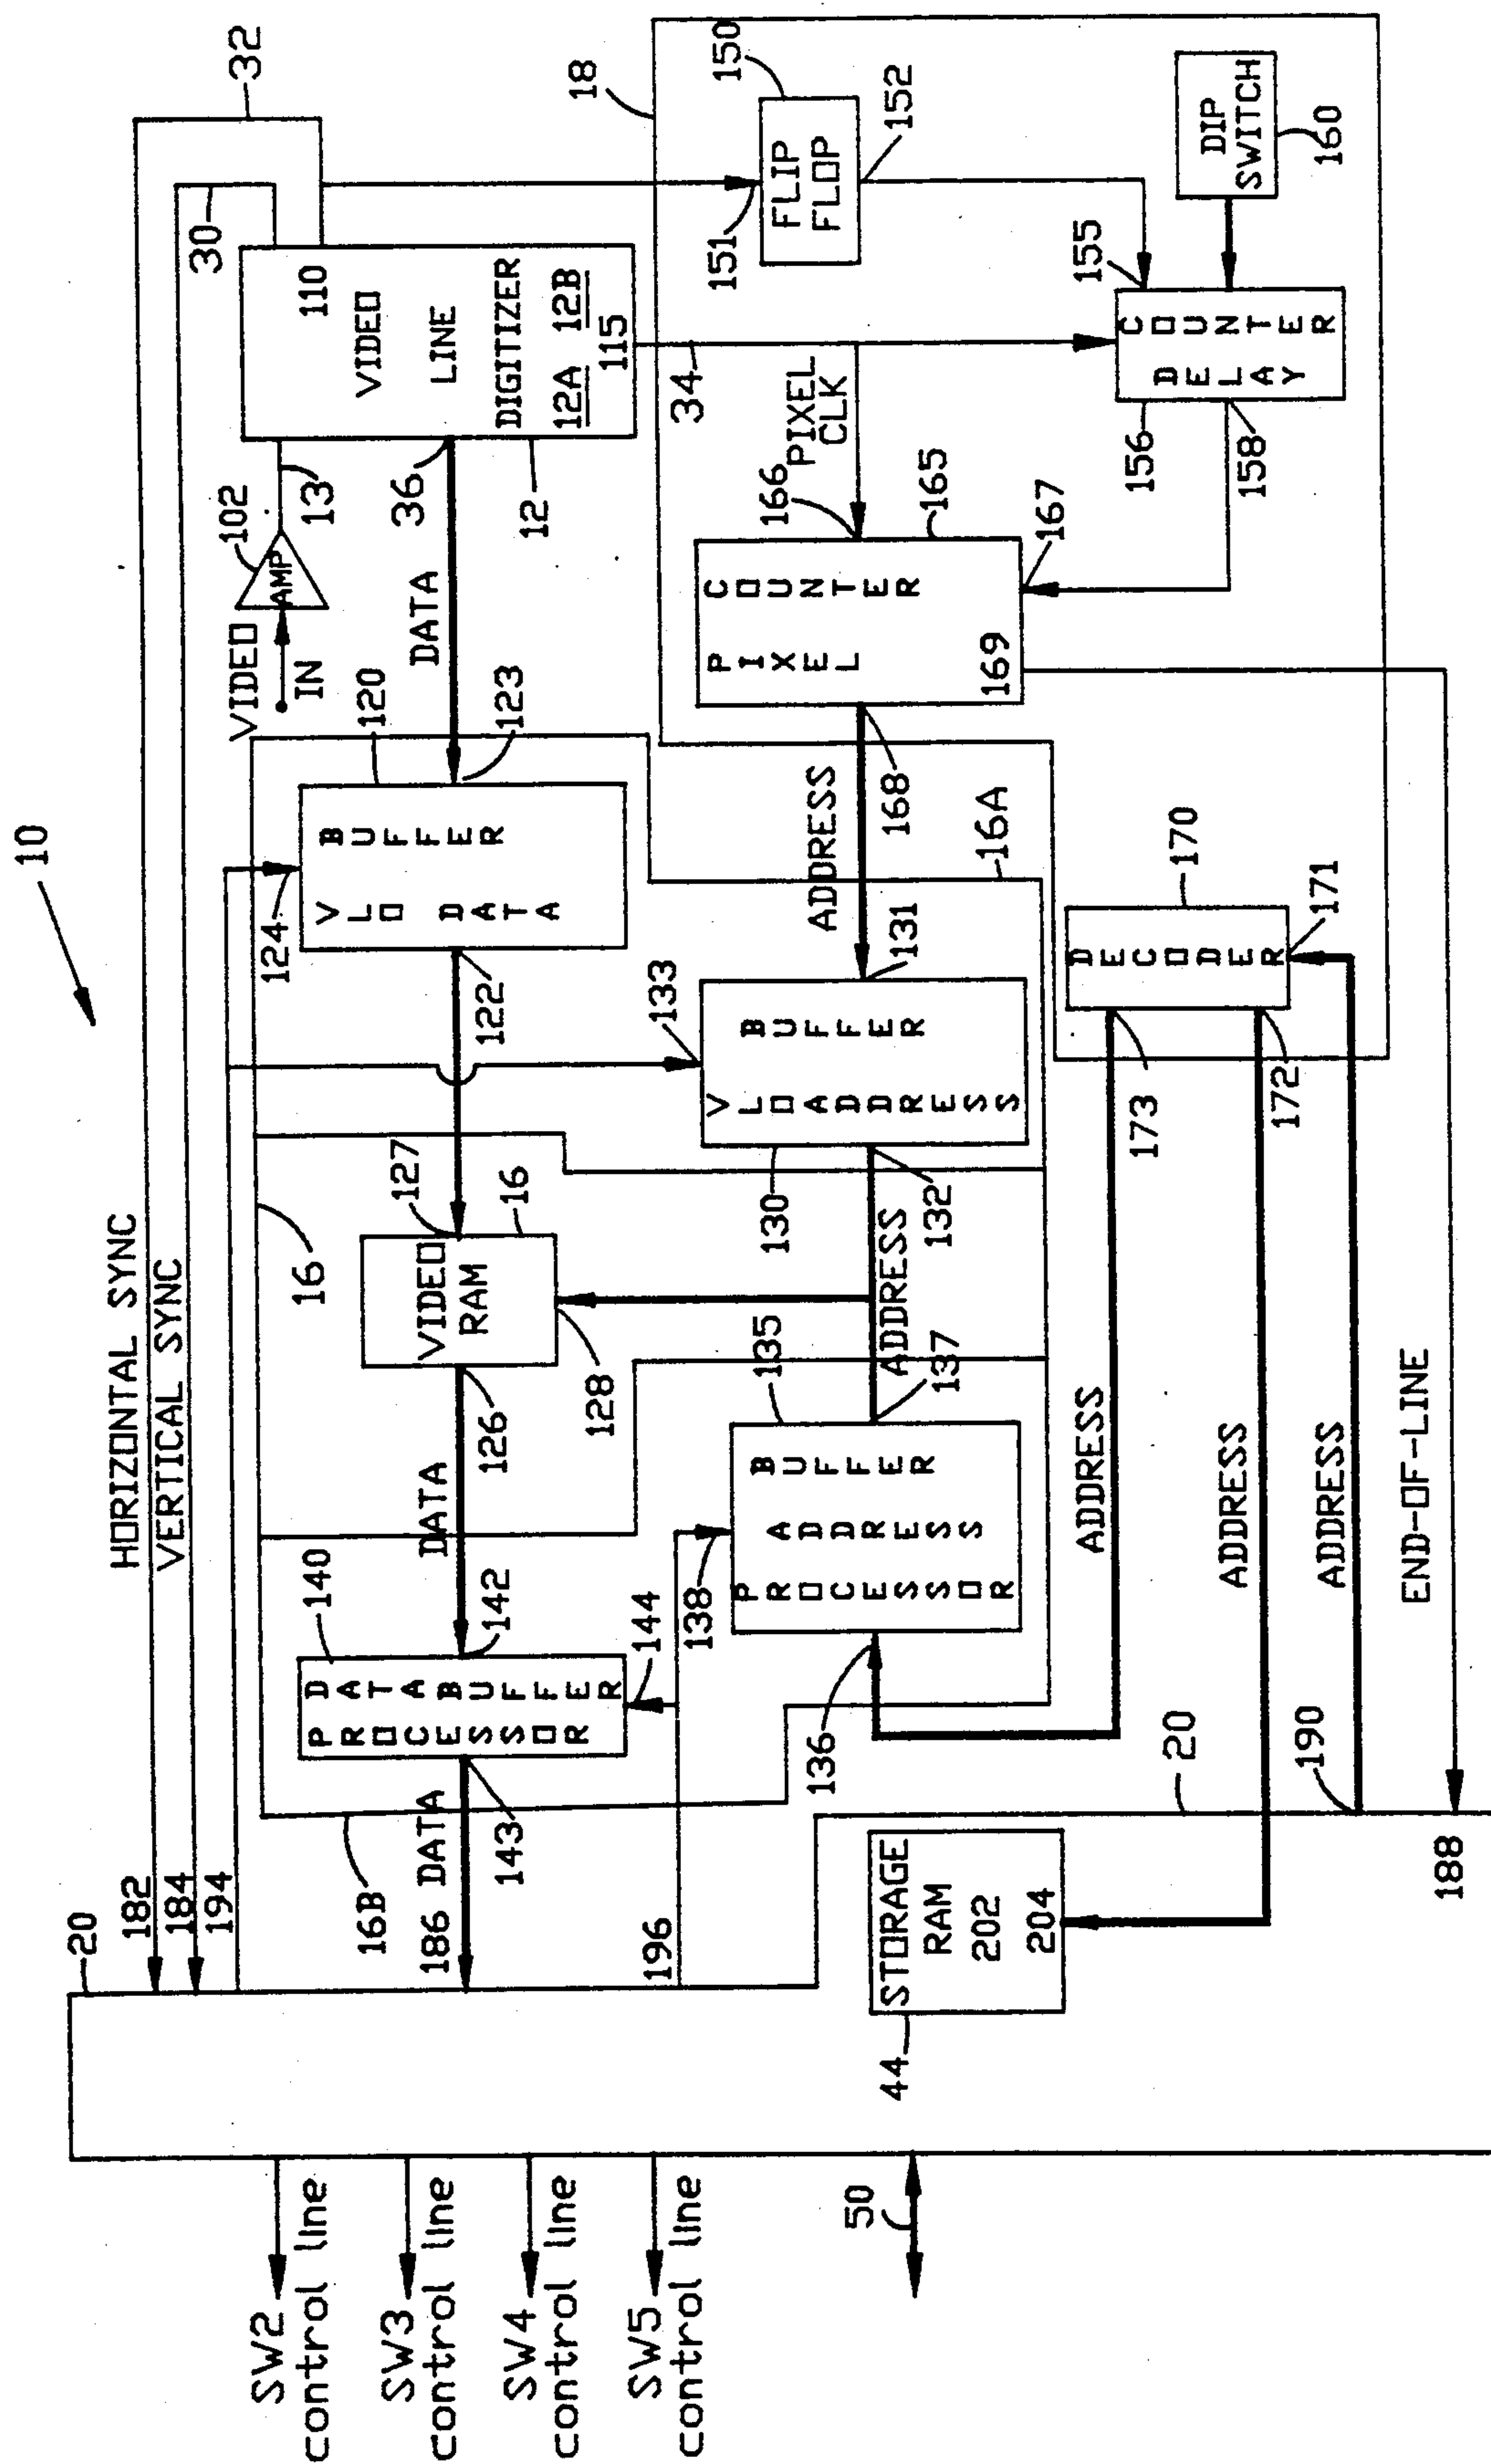 10
HORIZONTAL SYNC
VERTICAL SYNC
32
30
20
182
184
194
VIDEO
IN
AMP
102
13
110
VIDEO
LINE
DIGITIZER
12A 12B
115
12
36
DATA
120
123
124
BUFFER
VLD DATA
122
127
16
VIDEO
RAM
16
126
128
DATA
140
142
DATA BUFFER
PROCESSOR
144
143
186 DATA
16B
196
SW2
control line
SW3
control line
SW4
control line
SW5
control line
50
18
150
151
FLIP
FLOP
152
34
PIXEL
CLK
166
165
COUNTER
PIXEL
169
167
168
155
COUNTER
DELAY
156
158
DIP
SWITCH
160
ADDRESS
16A
131
133
BUFFER
VLD ADDRESS
130
132
ADDRESS
135
137
BUFFER
ADDRESS
PROCESSOR
138
136
170
DECODER
171
173
172
ADDRESS
ADDRESS
ADDRESS
END-OF-LINE
20
190
188
STORAGE
RAM
202
204
44